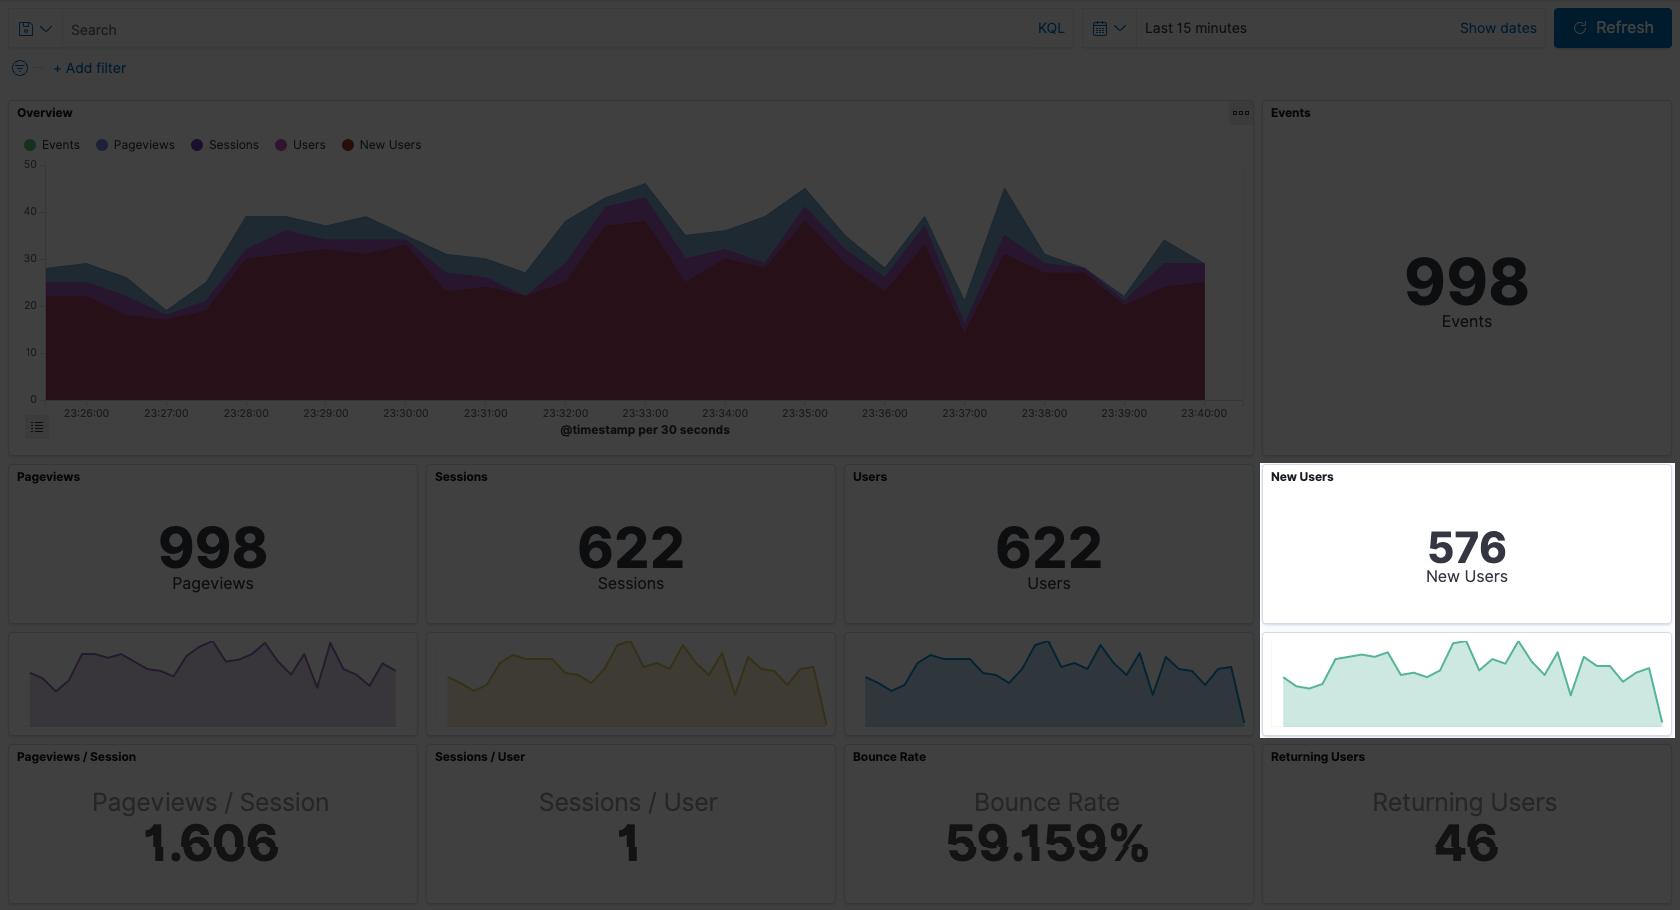 Search KQL Last 15 minutes Show dates Refresh
+ Add filter
Overview
Events Pageviews Sessions Users New Users
50
40
30
20
10
0
23:26:00 23:27:00 23:28:00 23:29:00 23:30:00 23:31:00 23:32:00 23:33:00 23:34:00 23:35:00 23:36:00 23:37:00 23:38:00 23:39:00 23:40:00
@timestamp per 30 seconds
Events
998
Events
Pageviews
998
Pageviews
Sessions
622
Sessions
Users
622
Users
New Users
576
New Users
Pageviews / Session
Pageviews / Session
1.606
Sessions / User
Sessions / User
1
Bounce Rate
Bounce Rate
59.159%
Returning Users
Returning Users
46